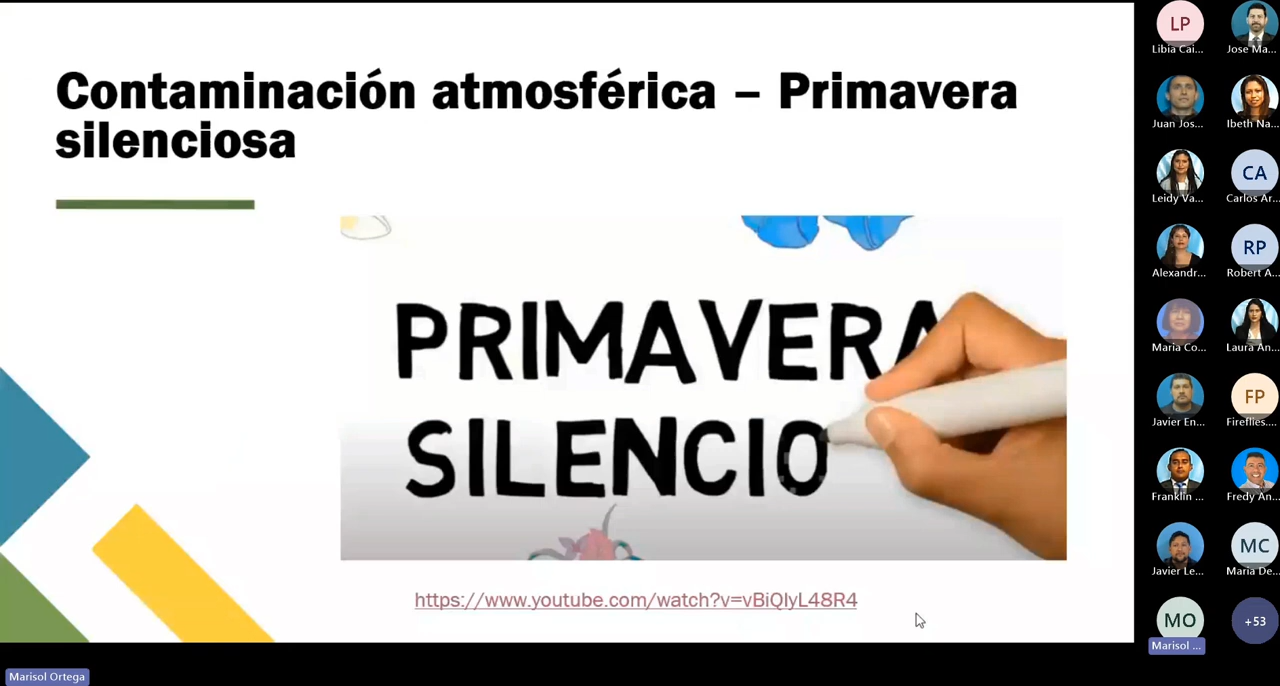 Contaminación atmosférica – Primavera
silenciosa
PRIMAVERA
SILENCIO
https://www.youtube.com/watch?v=vBiQIyL48R4
Marisol Ortega
LP
Libia Cai...
Jose Ma...
Juan Jos...
Ibeth Na...
Leidy Va...
CA
Carlos Ar...
Alexandr...
RP
Robert A...
Maria Co...
Laura An...
Javier En...
FP
Fireflies....
Franklin ...
Fredy An...
Javier Le...
MC
Maria De...
MO
Marisol ...
+53